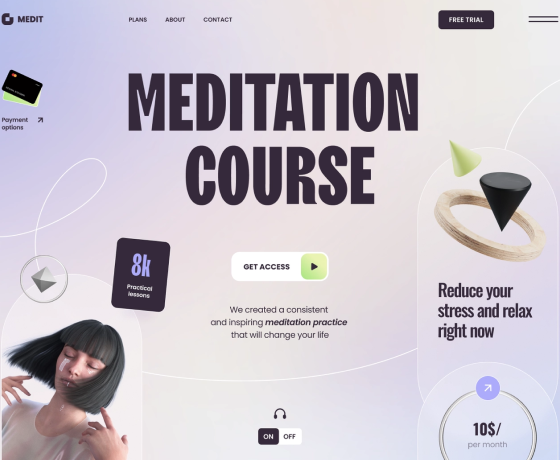 MEDIT
PLANS
ABOUT
CONTACT
FREE TRIAL
Payment
options
MEDITATION
COURSE
8k
Practical
lessons
GET ACCESS
We created a consistent
and inspiring meditation practice
that will change your life
ON
OFF
Reduce your
stress and relax
right now
10$/
per month